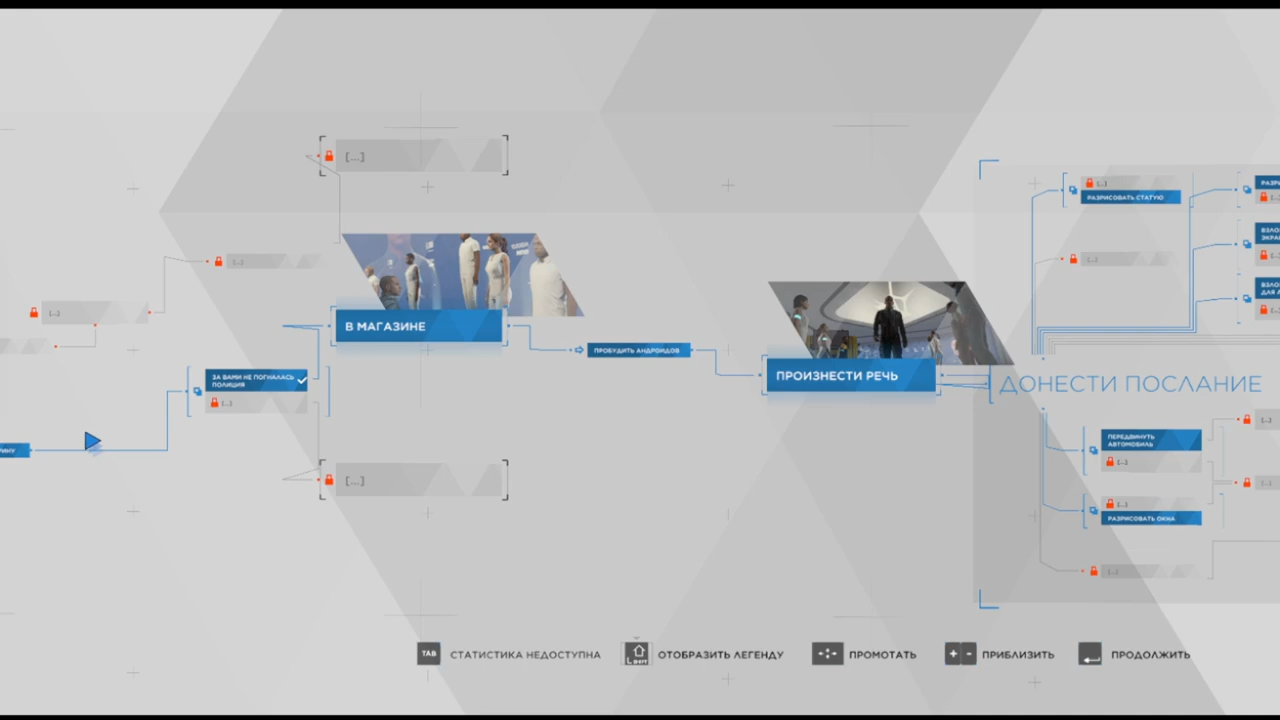 [...]
[...]
[...]
В МАГАЗИНЕ
ЗА ВАМИ НЕ ПОГНАЛАСЬ
ПОЛИЦИЯ
[...]
[...]
ПРОБУДИТЬ АНДРОИДОВ
ПРОИЗНЕСТИ РЕЧЬ
ДОНЕСТИ ПОСЛАНИЕ
[...]
РАЗРИСОВАТЬ СТАТУЮ
[...]
ПЕРЕДВИНУТЬ
АВТОМОБИЛЬ
[...]
[...]
РАЗРИСОВАТЬ ОКНА
[...]
[...]
[...]
TAB СТАТИСТИКА НЕДОСТУПНА
SHIFT ОТОБРАЗИТЬ ЛЕГЕНДУ
ПРОМОТАТЬ
+ - ПРИБЛИЗИТЬ
ПРОДОЛЖИТЬ